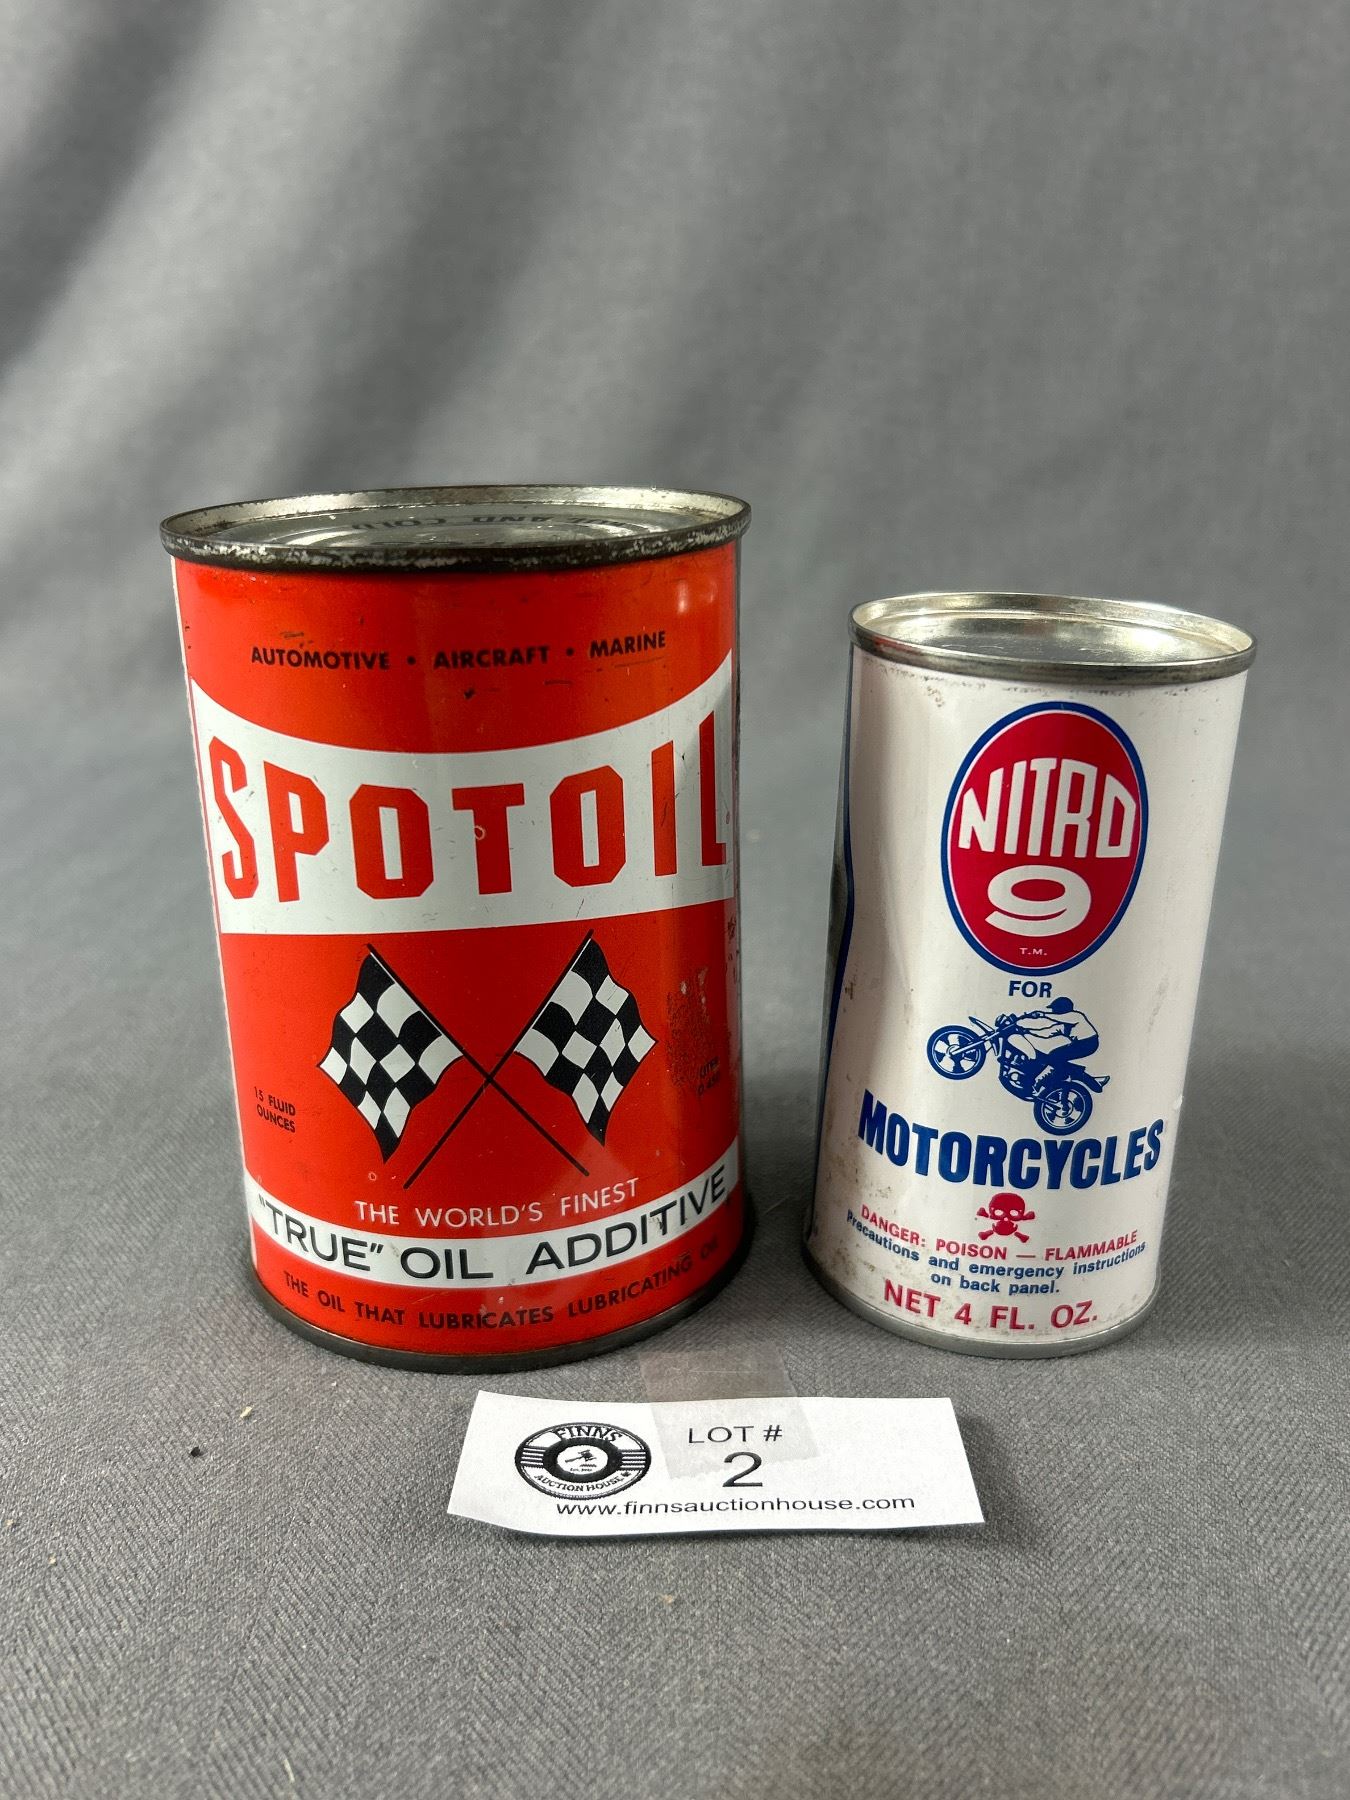 AUTOMOTIVE • AIRCRAFT • MARINE
SPOTOIL
15 FLUID
OUNCES
THE WORLD'S FINEST
"TRUE" OIL ADDITIVE
THE OIL THAT LUBRICATES LUBRICATING OIL
NITRO
9
T.M.
FOR
MOTORCYCLES
DANGER: POISON — FLAMMABLE
Precautions and emergency instructions
on back panel.
NET 4 FL. OZ.
FINNS
AUCTION HOUSE
LOT #
2
www.finnsauctionhouse.com